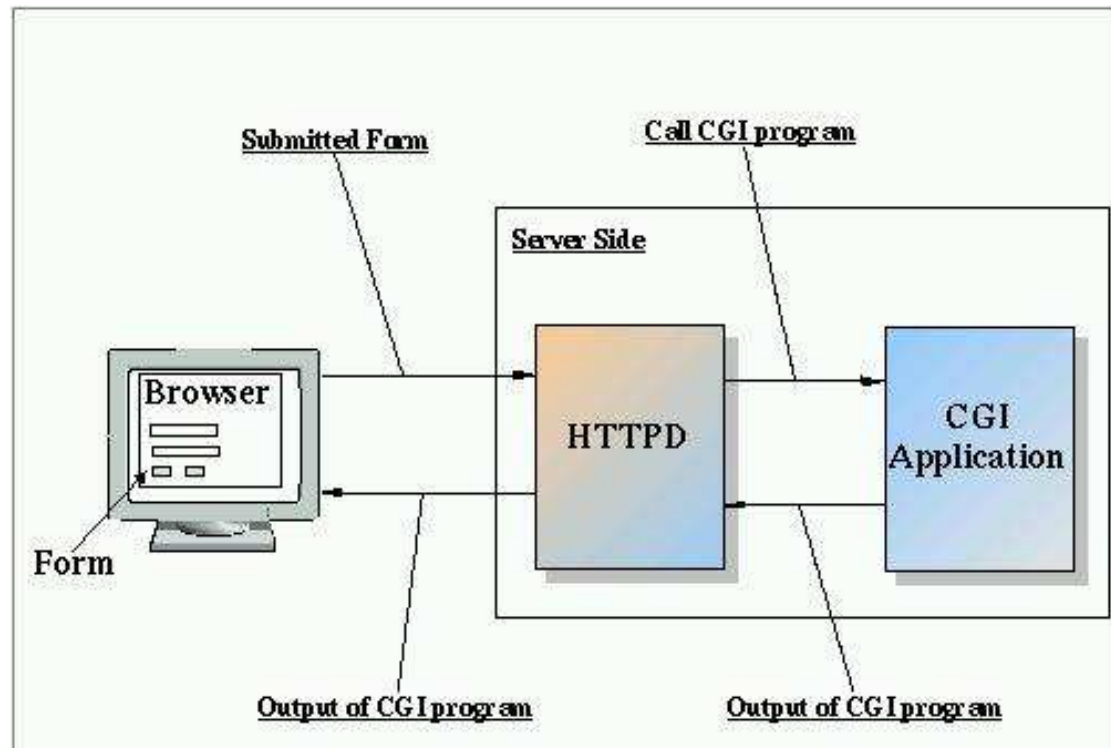 Submitted Form
Call CGI program
Server Side
Browser
HTTPD
CGI
Application
Form
Output of CGI program
Output of CGI program